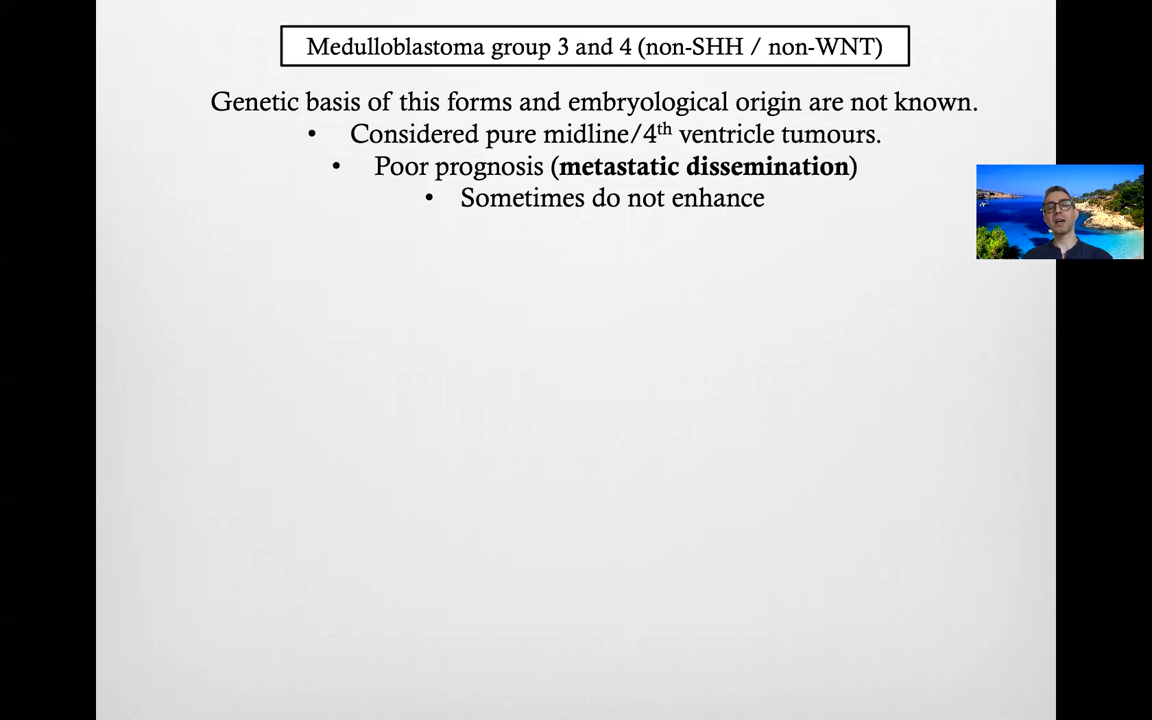 Medulloblastoma group 3 and 4 (non-SHH / non-WNT)
Genetic basis of this forms and embryological origin are not known.
• Considered pure midline/4th ventricle tumours.
• Poor prognosis (metastatic dissemination)
• Sometimes do not enhance